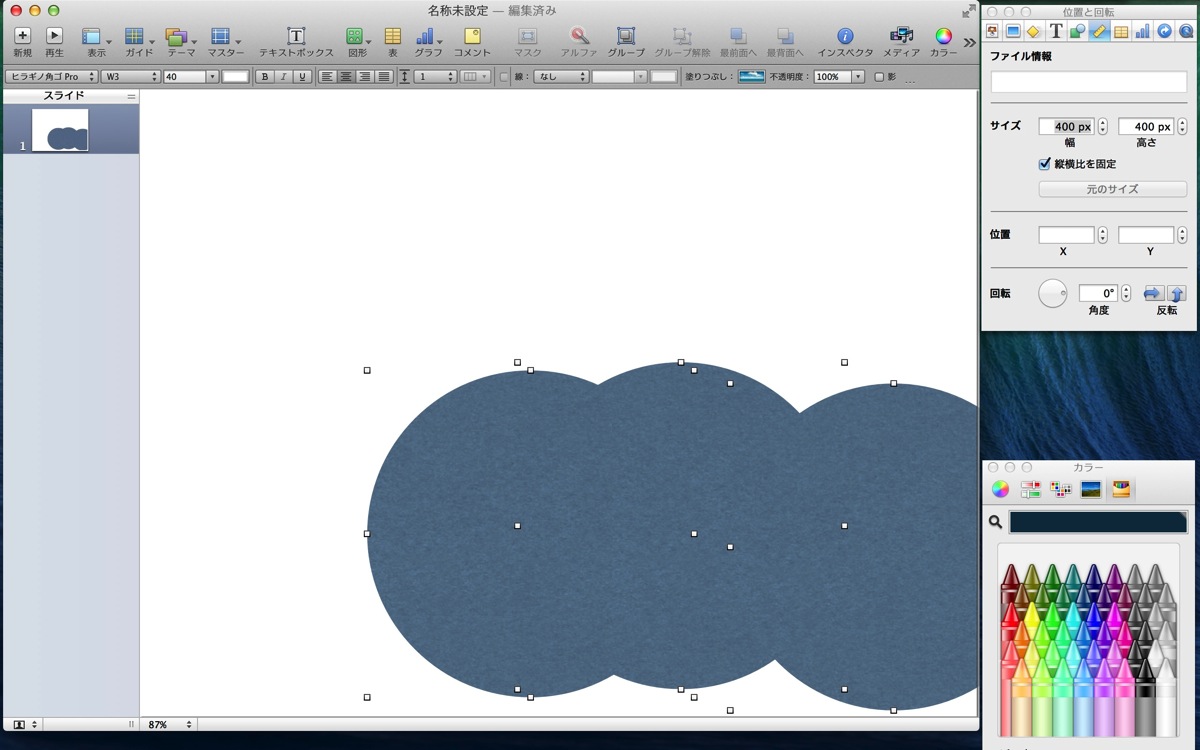 名称未設定 — 編集済み
新規 再生 表示 ガイド テーマ マスター テキストボックス 図形 表 グラフ コメント マスク アルファ グループ グループ解除 最前面へ 最背面へ インスペクタ メディア カラー
ヒラギノ角ゴ Pro W3 40 B I U 1 線： なし 塗りつぶし： 不透明度： 100% 影
スライド
1
87%
位置と回転
ファイル情報
サイズ 400 px 400 px
幅 高さ
縦横比を固定
元のサイズ
位置
X Y
回転 0°
角度 反転
カラー